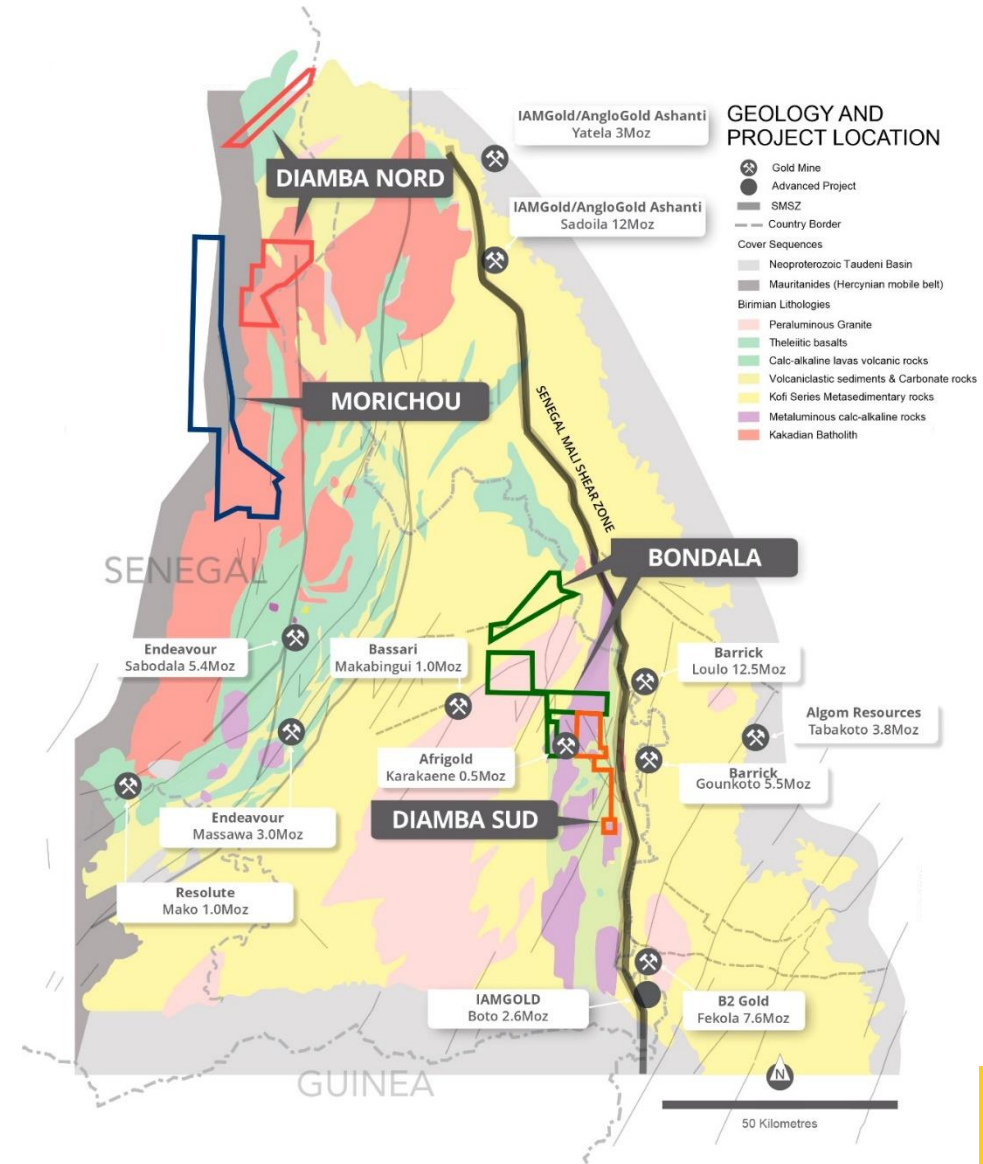 IAMGold/AngloGold Ashanti
Yatela 3Moz
GEOLOGY AND
PROJECT LOCATION
Gold Mine
Advanced Project
SMSZ
Country Border
Cover Sequences
Neoproterozoic Taudeni Basin
Mauritanides (Hercynian mobile belt)
Birimian Lithologies
Peraluminous Granite
Theleiitic basalts
Calc-alkaline lavas volcanic rocks
Volcaniclastic sediments & Carbonate rocks
Kofi Series Metasedimentary rocks
Metaluminous calc-alkaline rocks
Kakadian Batholith
DIAMBA NORD
IAMGold/AngloGold Ashanti
Sadoila 12Moz
MORICHOU
SENEGAL MALI SHEAR ZONE
BONDALA
SENEGAL
Endeavour
Sabodala 5.4Moz
Bassari
Makabingui 1.0Moz
Barrick
Loulo 12.5Moz
Algom Resources
Tabakoto 3.8Moz
Afrigold
Karakaene 0.5Moz
Barrick
Gounkoto 5.5Moz
DIAMBA SUD
Endeavour
Massawa 3.0Moz
Resolute
Mako 1.0Moz
IAMGOLD
Boto 2.6Moz
B2 Gold
Fekola 7.6Moz
GUINEA
N
50 Kilometres